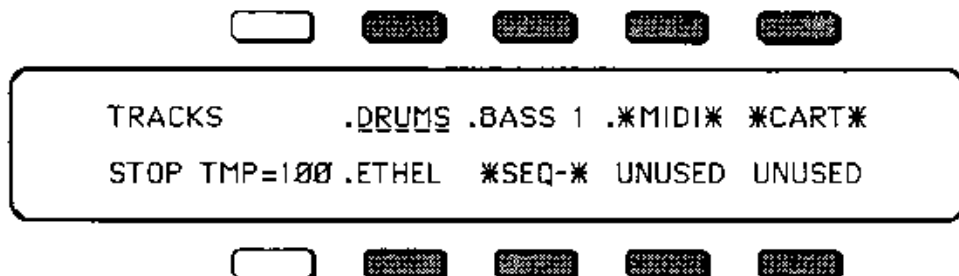 TRACKS .DRUMS .BASS 1 .*MIDI* *CART*
STOP TMP=100 .ETHEL *SEQ-* UNUSED UNUSED